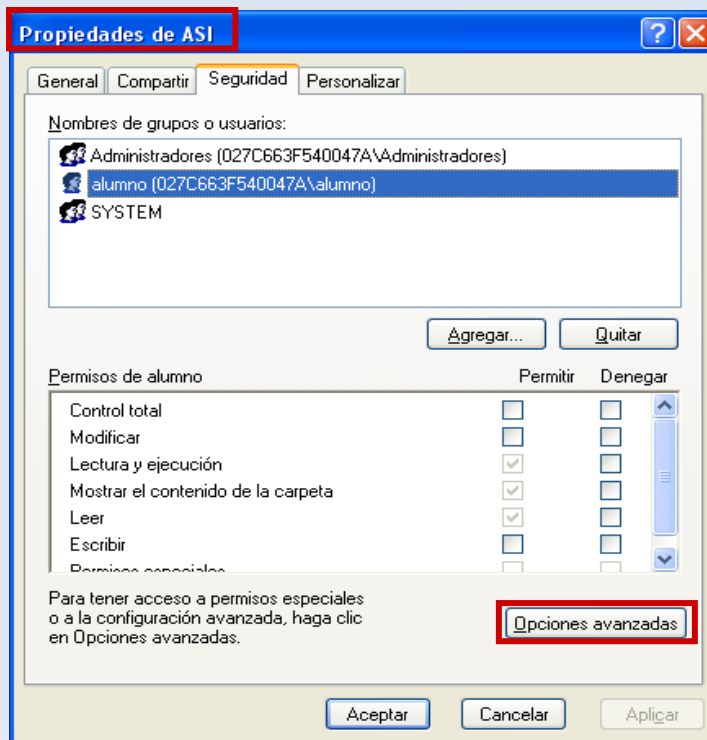 Propiedades de ASI
?
General Compartir Seguridad Personalizar
Nombres de grupos o usuarios:
Administradores (027C663F540047A\Administradores)
alumno (027C663F540047A\alumno)
SYSTEM
Agregar... Quitar
Permisos de alumno Permitir Denegar
Control total
Modificar
Lectura y ejecución
Mostrar el contenido de la carpeta
Leer
Escribir
Permisos especiales
Para tener acceso a permisos especiales
o a la configuración avanzada, haga clic
en Opciones avanzadas.
Opciones avanzadas
Aceptar Cancelar Aplicar